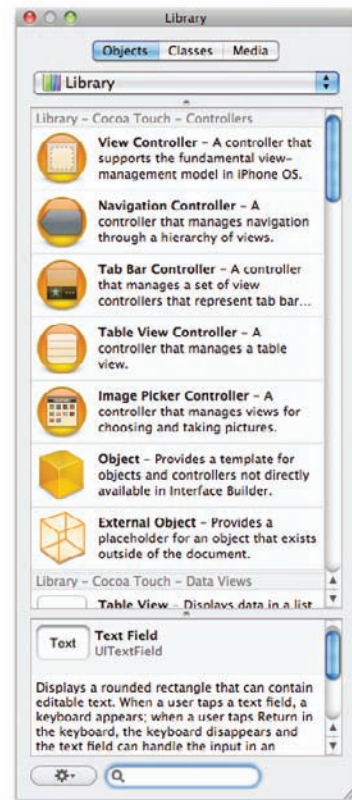 Library
Objects Classes Media
Library
Library – Cocoa Touch – Controllers
View Controller – A controller that
supports the fundamental view-
management model in iPhone OS.
Navigation Controller – A
controller that manages navigation
through a hierarchy of views.
Tab Bar Controller – A controller
that manages a set of view
controllers that represent tab bar...
Table View Controller – A
controller that manages a table
view.
Image Picker Controller – A
controller that manages views for
choosing and taking pictures.
Object – Provides a template for
objects and controllers not directly
available in Interface Builder.
External Object – Provides a
placeholder for an object that exists
outside of the document.
Library – Cocoa Touch – Data Views
Table View – Displays data in a list
Text
Text Field
UITextField
Displays a rounded rectangle that can contain
editable text. When a user taps a text field, a
keyboard appears; when a user taps Return in
the keyboard, the keyboard disappears and
the text field can handle the input in an